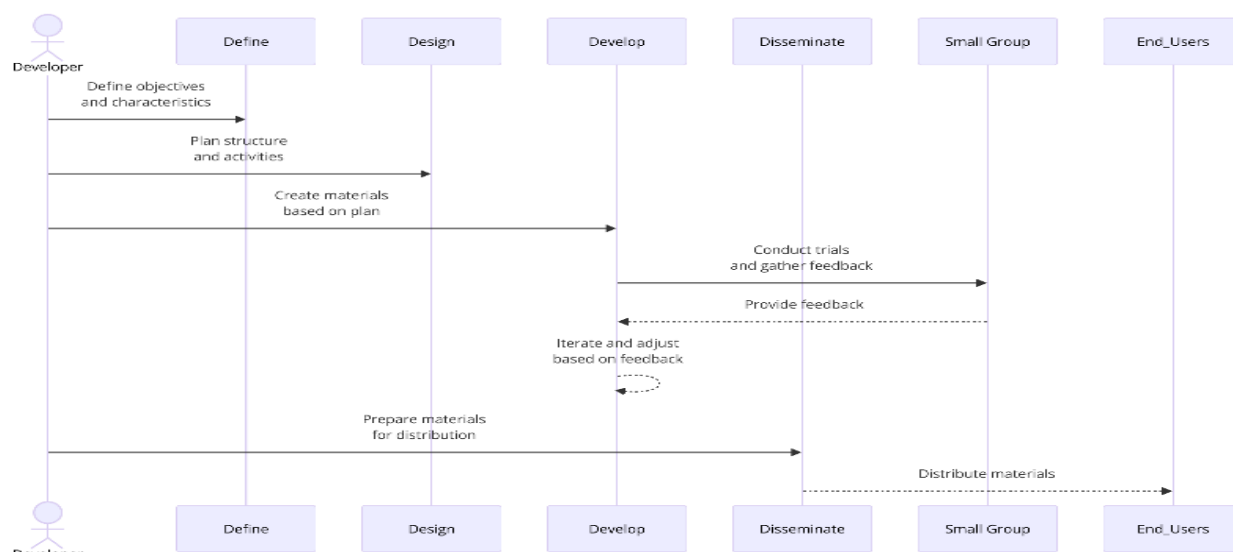 Define
Design
Develop
Disseminate
Small Group
End_Users
Developer
Define objectives
and characteristics
Plan structure
and activities
Create materials
based on plan
Conduct trials
and gather feedback
Provide feedback
Iterate and adjust
based on feedback
Prepare materials
for distribution
Distribute materials
Define
Design
Develop
Disseminate
Small Group
End_Users
Developer